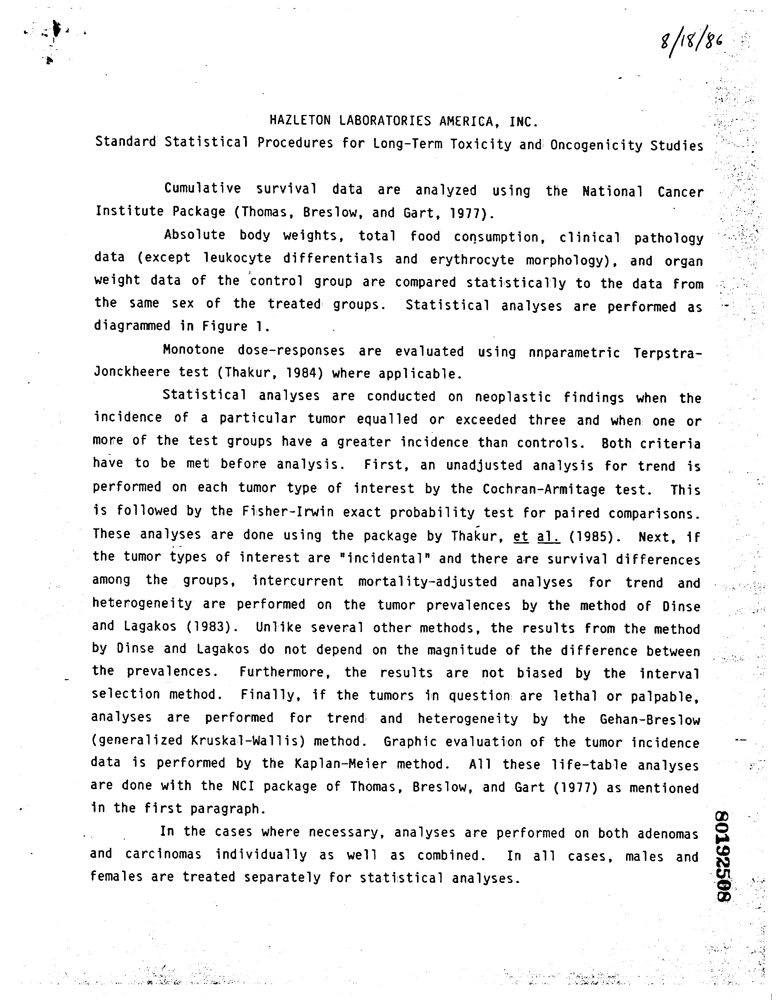 8/18/86
HAZLETON LABORATORIES AMERICA, INC.
Standard Statistical Procedures for Long-Term Toxicity and Oncogenicity Studies
Cumulative survival data are analyzed using the National Cancer
Institute Package (Thomas, Breslow, and Gart, 1977).
Absolute body weights, total food consumption, clinical pathology
data (except leukocyte differentials and erythrocyte morphology), and organ
weight data of the control group are compared statistically to the data from
the same sex of the treated groups. Statistical analyses are performed as
diagrammed in Figure 1.
Monotone dose-responses are evaluated using nnparametric Terpstra-
Jonckheere test (Thakur, 1984) where applicable.
Statistical analyses are conducted on neoplastic findings when the
incidence of a particular tumor equalled or exceeded three and when one or
more of the test groups have a greater incidence than controls. Both criteria
have to be met before analysis. First, an unadjusted analysis for trend is
performed on each tumor type of interest by the Cochran-Armitage test. This
is followed by the Fisher-Irwin exact probability test for paired comparisons.
These analyses are done using the package by Thakur, et al. (1985). Next, if
the tumor types of interest are "incidental" and there are survival differences
among the groups, intercurrent mortality-adjusted analyses for trend and
heterogeneity are performed on the tumor prevalences by the method of Dinse
and Lagakos (1983). Unlike several other methods, the results from the method
by Dinse and Lagakos do not depend on the magnitude of the difference between
the prevalences. Furthermore, the results are not biased by the interval
selection method. Finally, if the tumors in question are lethal or palpable,
analyses are performed for trend and heterogeneity by the Gehan-Breslow
(generalized Kruskal-Wallis) method. Graphic evaluation of the tumor incidence
data is performed by the Kaplan-Meier method. All these life-table analyses
are done with the NCI package of Thomas, Breslow, and Gart (1977) as mentioned
in the first paragraph.
In the cases where necessary, analyses are performed on both adenomas
and carcinomas individually as well as combined. In all cases, males and
females are treated separately for statistical analyses.
80192508